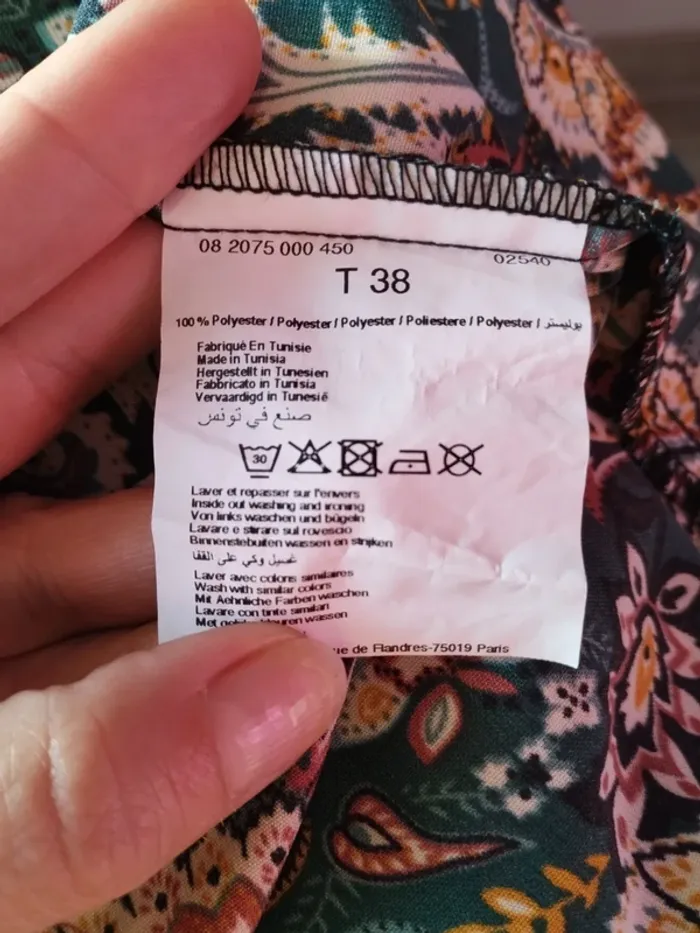 08 2075 000 450
02540
T 38
100 % Polyester / Polyester / Polyester / Poliestere / Polyester / بوليستر
Fabriqué En Tunisie
Made in Tunisia
Hergestellt in Tunesien
Fabbricato in Tunisia
Vervaardigd in Tunesië
صنع في تونس
30
Laver et repasser sur l'envers
Inside out washing and ironing
Von links waschen und bügeln
Lavare e stirare sul rovescio
Binnenstebuiten wassen en strijken
غسيل وكي على القفا
Laver avec coloris similaires
Wash with similar colors
Mit Aehnliche Farben waschen
Lavare con tinte similari
Met wassen
de Flandres-75019 Paris